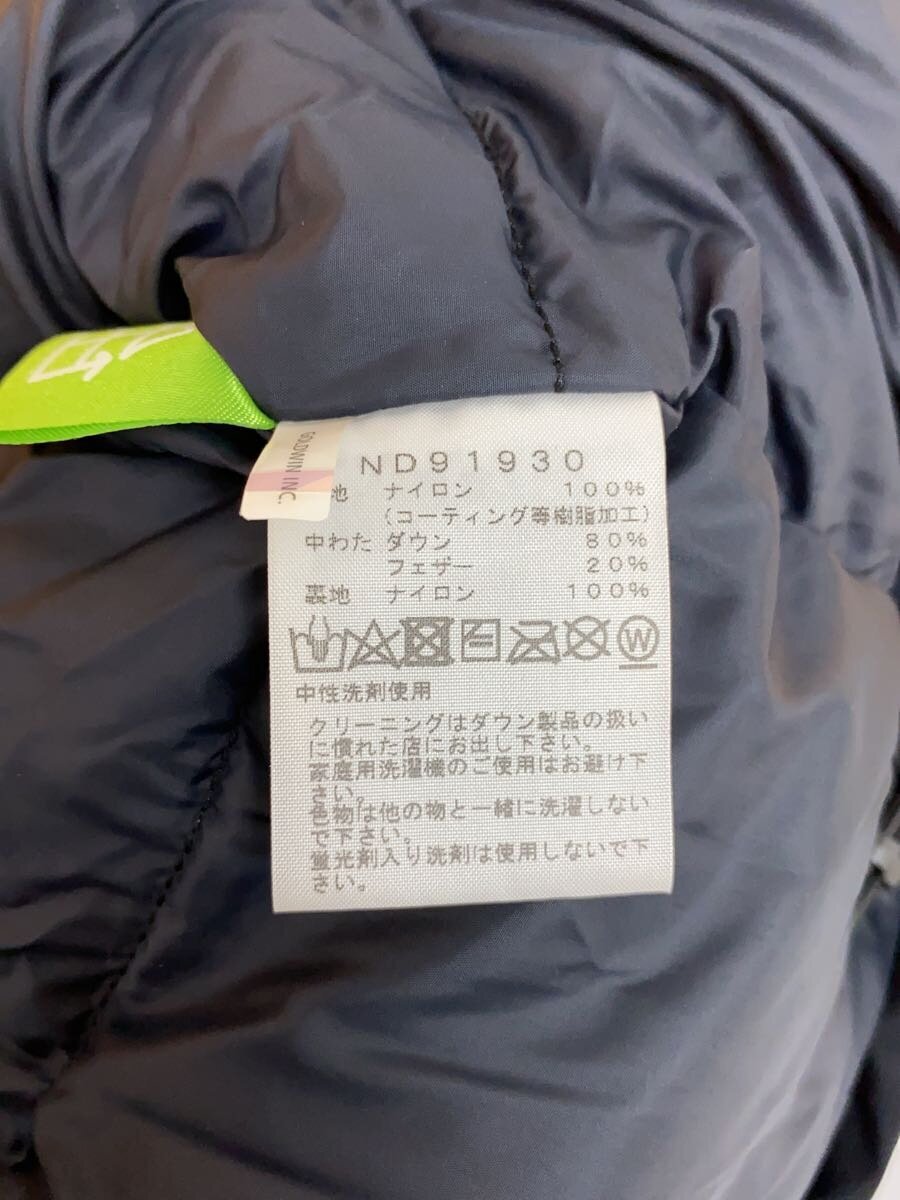 GOLDWIN INC.
ND91930
地 ナイロン 100%
(コーティング等樹脂加工)
中わた ダウン 80%
フェザー 20%
裏地 ナイロン 100%
W
中性洗剤使用
クリーニングはダウン製品の扱い
に慣れた店にお出し下さい。
家庭用洗濯機のご使用はお避け下
さい。
色物は他の物と一緒に洗濯しない
で下さい。
蛍光剤入り洗剤は使用しないで下
さい。